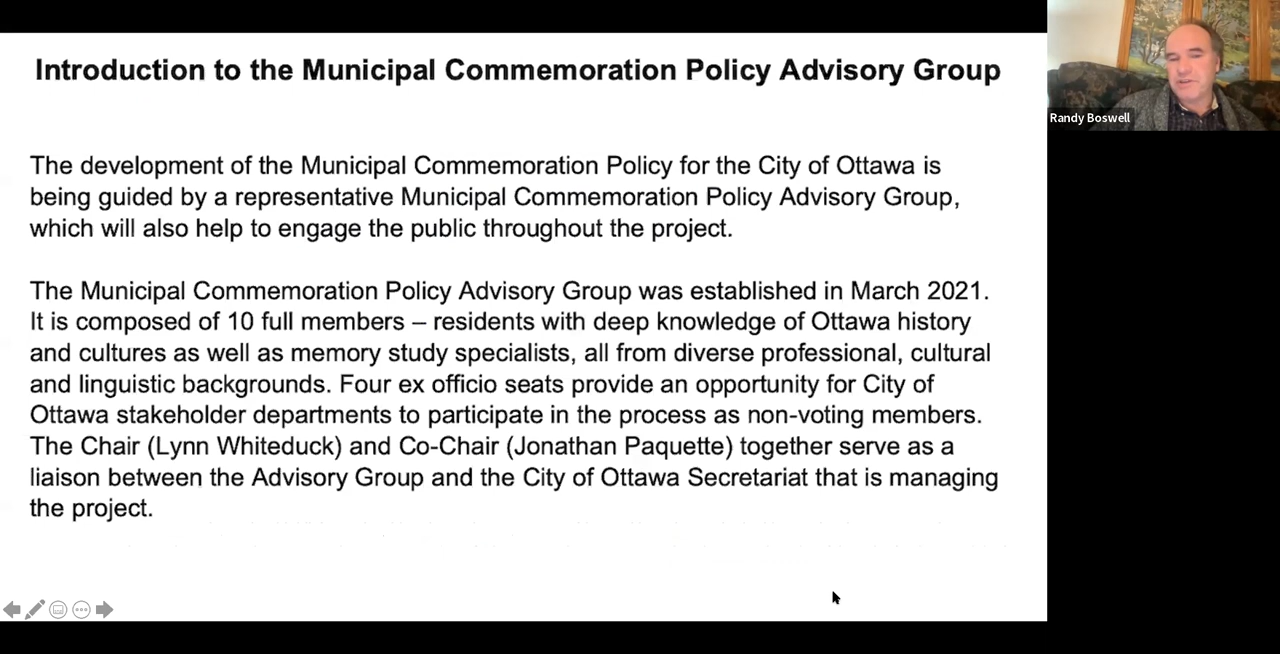 Introduction to the Municipal Commemoration Policy Advisory Group
Randy Boswell
The development of the Municipal Commemoration Policy for the City of Ottawa is
being guided by a representative Municipal Commemoration Policy Advisory Group,
which will also help to engage the public throughout the project.
The Municipal Commemoration Policy Advisory Group was established in March 2021.
It is composed of 10 full members – residents with deep knowledge of Ottawa history
and cultures as well as memory study specialists, all from diverse professional, cultural
and linguistic backgrounds. Four ex officio seats provide an opportunity for City of
Ottawa stakeholder departments to participate in the process as non-voting members.
The Chair (Lynn Whiteduck) and Co-Chair (Jonathan Paquette) together serve as a
liaison between the Advisory Group and the City of Ottawa Secretariat that is managing
the project.